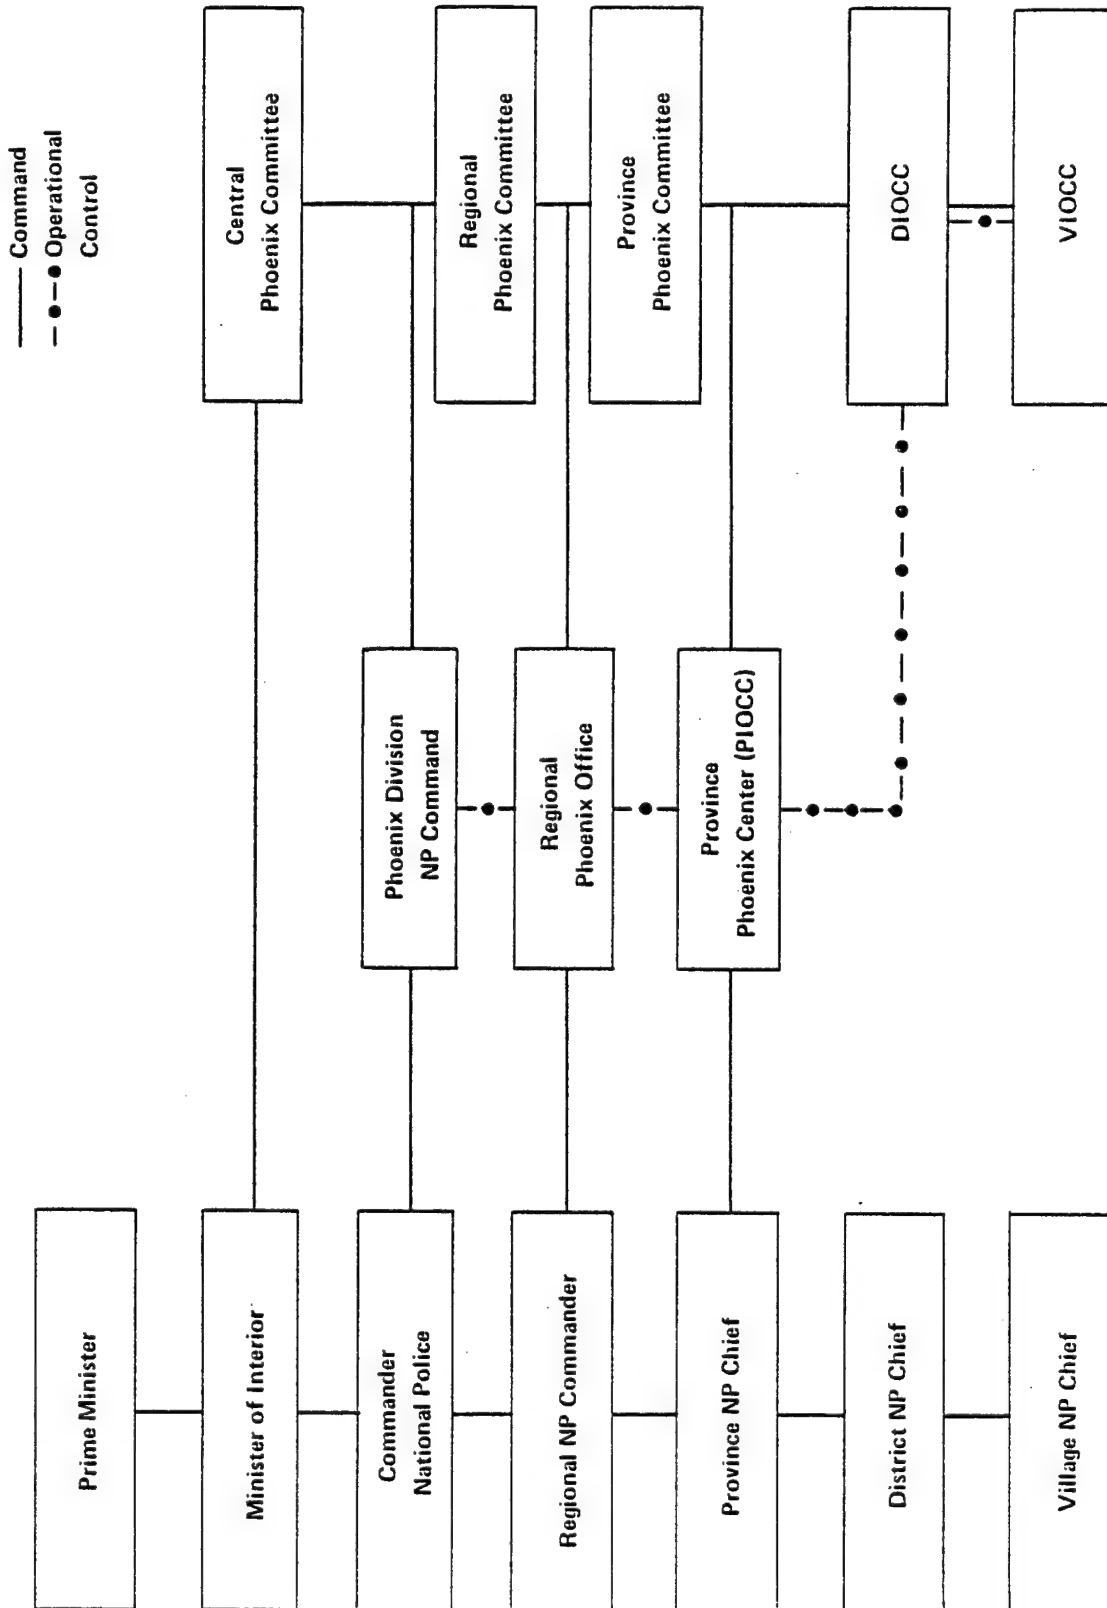 Command
Operational
Control
Prime Minister
Minister of Interior
Commander
National Police
Regional NP Commander
Province NP Chief
District NP Chief
Village NP Chief
Phoenix Division
NP Command
Regional
Phoenix Office
Province
Phoenix Center (PIOCC)
Central
Phoenix Committee
Regional
Phoenix Committee
Province
Phoenix Committee
DIOCC
VIOCC